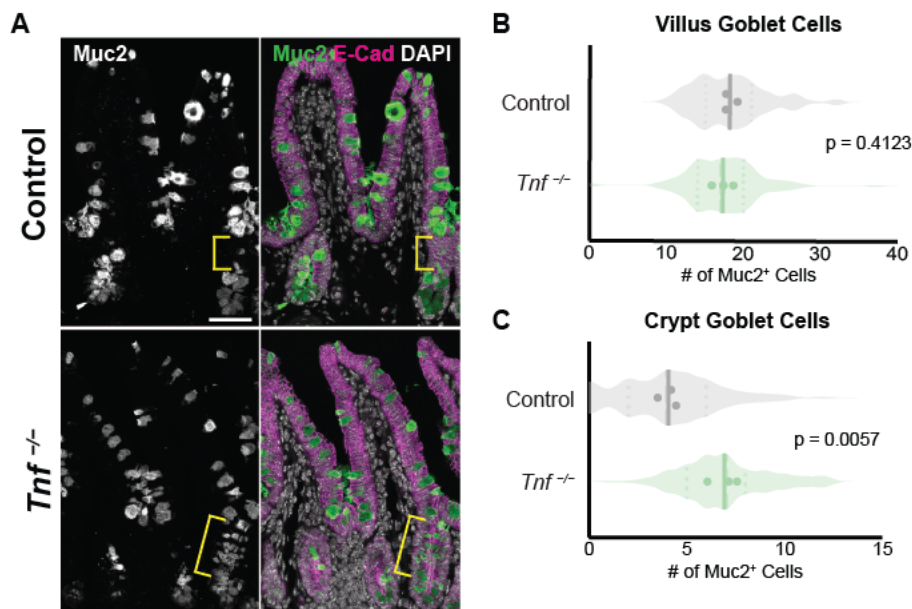 A
Muc2
Muc2 E-Cad DAPI
Control
Tnf –/–
B
Villus Goblet Cells
Control
Tnf –/–
p = 0.4123
0 10 20 30 40
# of Muc2⁺ Cells
C
Crypt Goblet Cells
Control
Tnf –/–
p = 0.0057
0 5 10 15
# of Muc2⁺ Cells